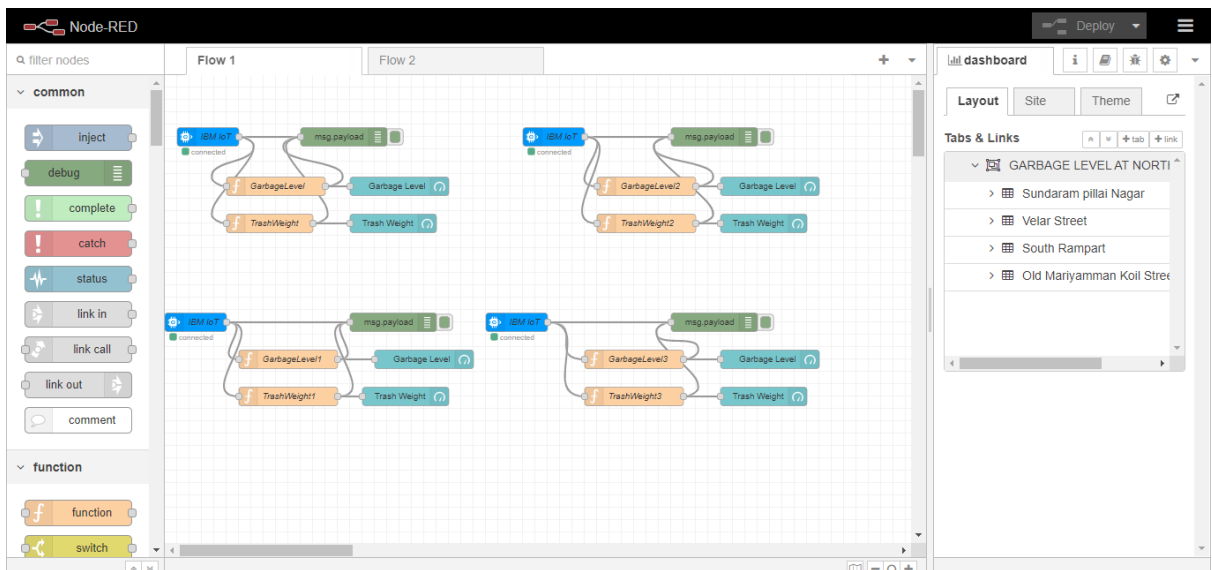 Node-RED
Deploy
filter nodes
common
inject
debug
complete
catch
status
link in
link call
link out
comment
function
function
switch
Flow 1
Flow 2
IBM IoT
connected
msg.payload
GarbageLevel
Garbage Level
TrashWeight
Trash Weight
IBM IoT
connected
msg.payload
GarbageLevel2
Garbage Level
TrashWeight2
Trash Weight
IBM IoT
connected
msg.payload
GarbageLevel1
Garbage Level
TrashWeight1
Trash Weight
IBM IoT
connected
msg.payload
GarbageLevel3
Garbage Level
TrashWeight3
Trash Weight
dashboard
Layout
Site
Theme
Tabs & Links
+tab
+link
GARBAGE LEVEL AT
Sundaram pillai Nagar
Velar Street
South Rampart
Old Mariyamman Koil